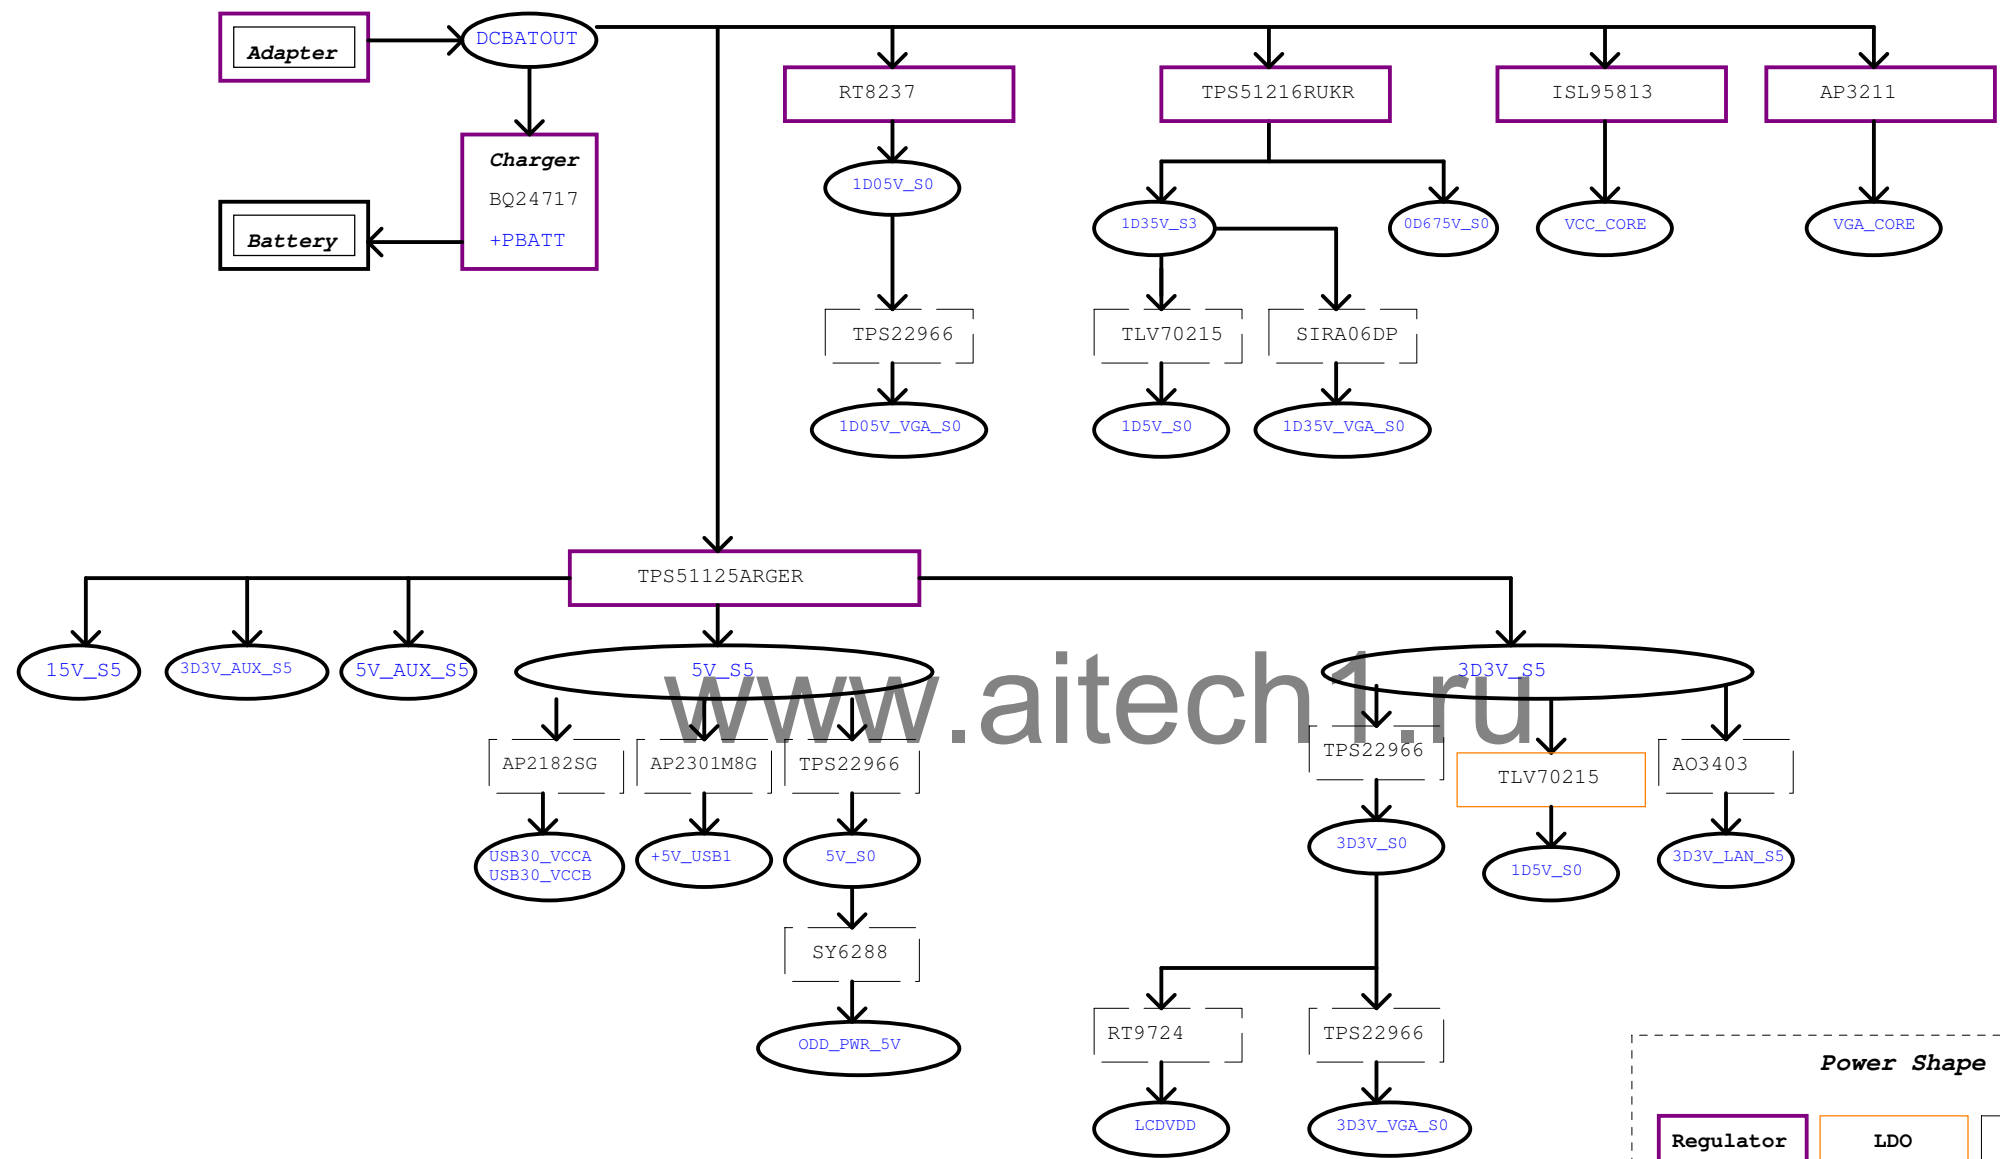 Adapter
DCBATOUT
RT8237
TPS51216RUKR
ISL95813
AP3211
Charger
BQ24717
+PBATT
Battery
1D05V_S0
1D35V_S3
0D675V_S0
VCC_CORE
VGA_CORE
TPS22966
TLV70215
SIRA06DP
1D05V_VGA_S0
1D5V_S0
1D35V_VGA_S0
TPS51125ARGER
15V_S5
3D3V_AUX_S5
5V_AUX_S5
5V_S5
3D3V_S5
www.aitech1.ru
AP2182SG
AP2301M8G
TPS22966
TPS22966
TLV70215
AO3403
USB30_VCCA
USB30_VCCB
+5V_USB1
5V_S0
3D3V_S0
1D5V_S0
3D3V_LAN_S5
SY6288
ODD_PWR_5V
RT9724
TPS22966
LCDVDD
3D3V_VGA_S0
Power Shape
Regulator
LDO